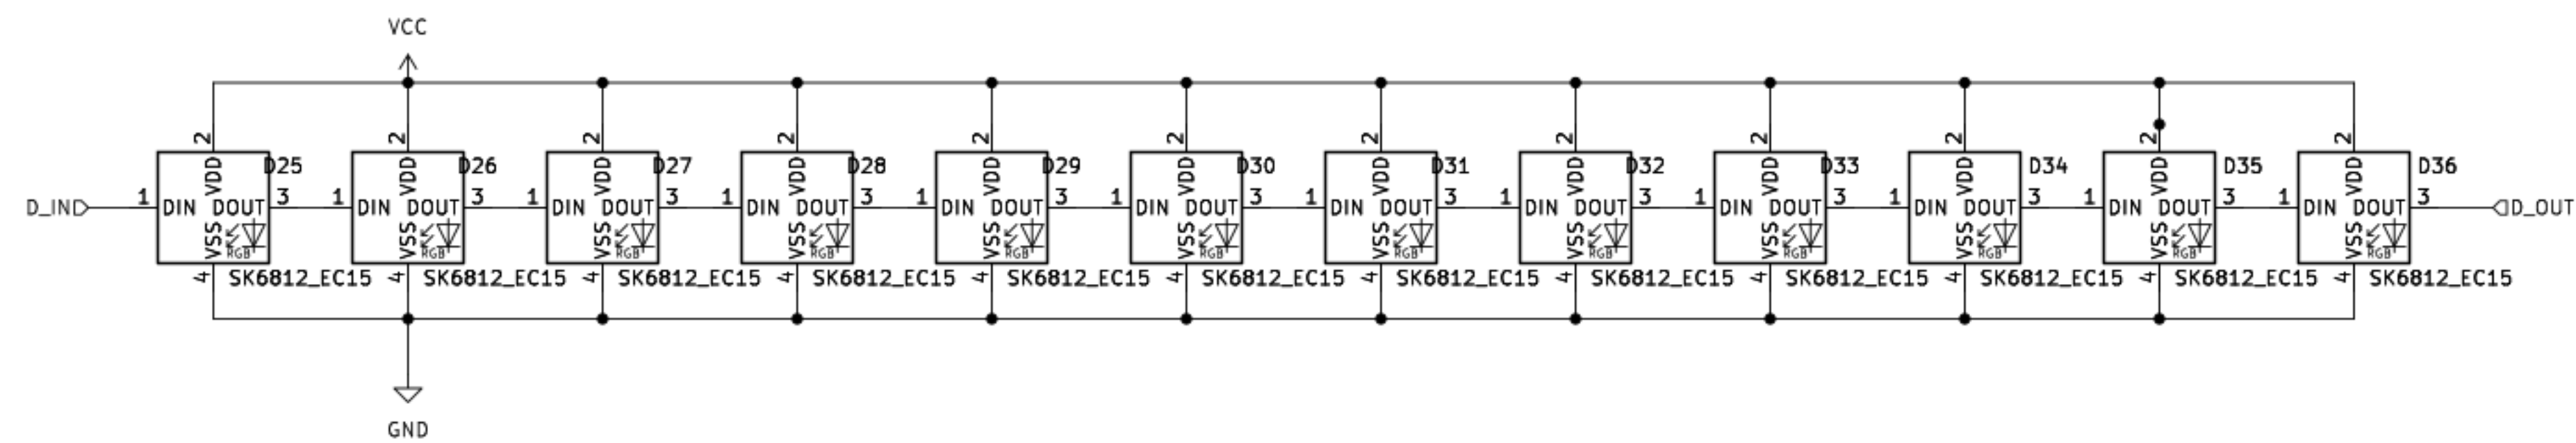 VCC
2 2 2 2 2 2 2 2 2 2 2 2
D25 D26 D27 D28 D29 D30 D31 D32 D33 D34 D35 D36
VDD VDD VDD VDD VDD VDD VDD VDD VDD VDD VDD VDD
1 3 1 3 1 3 1 3 1 3 1 3 1 3 1 3 1 3 1 3 1 3 1 3
D_IN DIN DOUT DIN DOUT DIN DOUT DIN DOUT DIN DOUT DIN DOUT DIN DOUT DIN DOUT DIN DOUT DIN DOUT DIN DOUT DIN DOUT D_OUT
VSS VSS VSS VSS VSS VSS VSS VSS VSS VSS VSS VSS
RGB RGB RGB RGB RGB RGB RGB RGB RGB RGB RGB RGB
4 SK6812_EC15 4 SK6812_EC15 4 SK6812_EC15 4 SK6812_EC15 4 SK6812_EC15 4 SK6812_EC15 4 SK6812_EC15 4 SK6812_EC15 4 SK6812_EC15 4 SK6812_EC15 4 SK6812_EC15 4 SK6812_EC15
GND